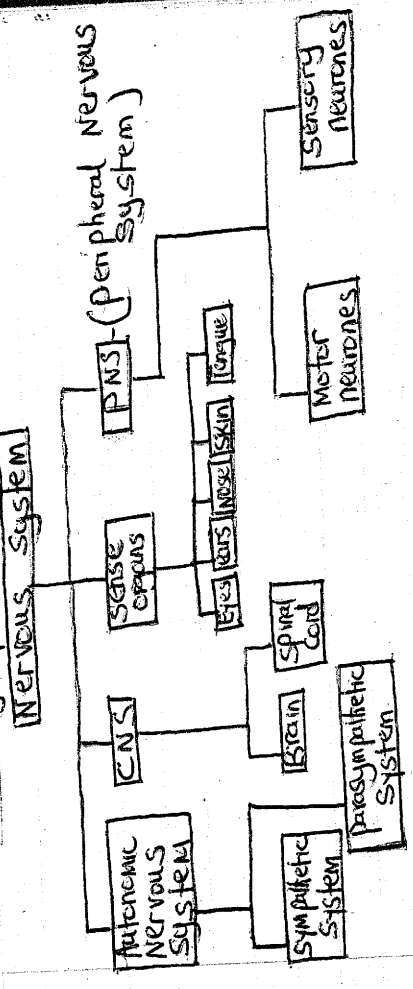 Nervous System
Autonomic
Nervous
System
CNS
Sense
organs
PNS -(Peripheral Nervous
System)
Sympathetic
System
Parasympathetic
System
Brain
Spinal
Cord
Eyes
Ears
Nose
Skin
Tongue
Motor
neurones
Sensory
neurones